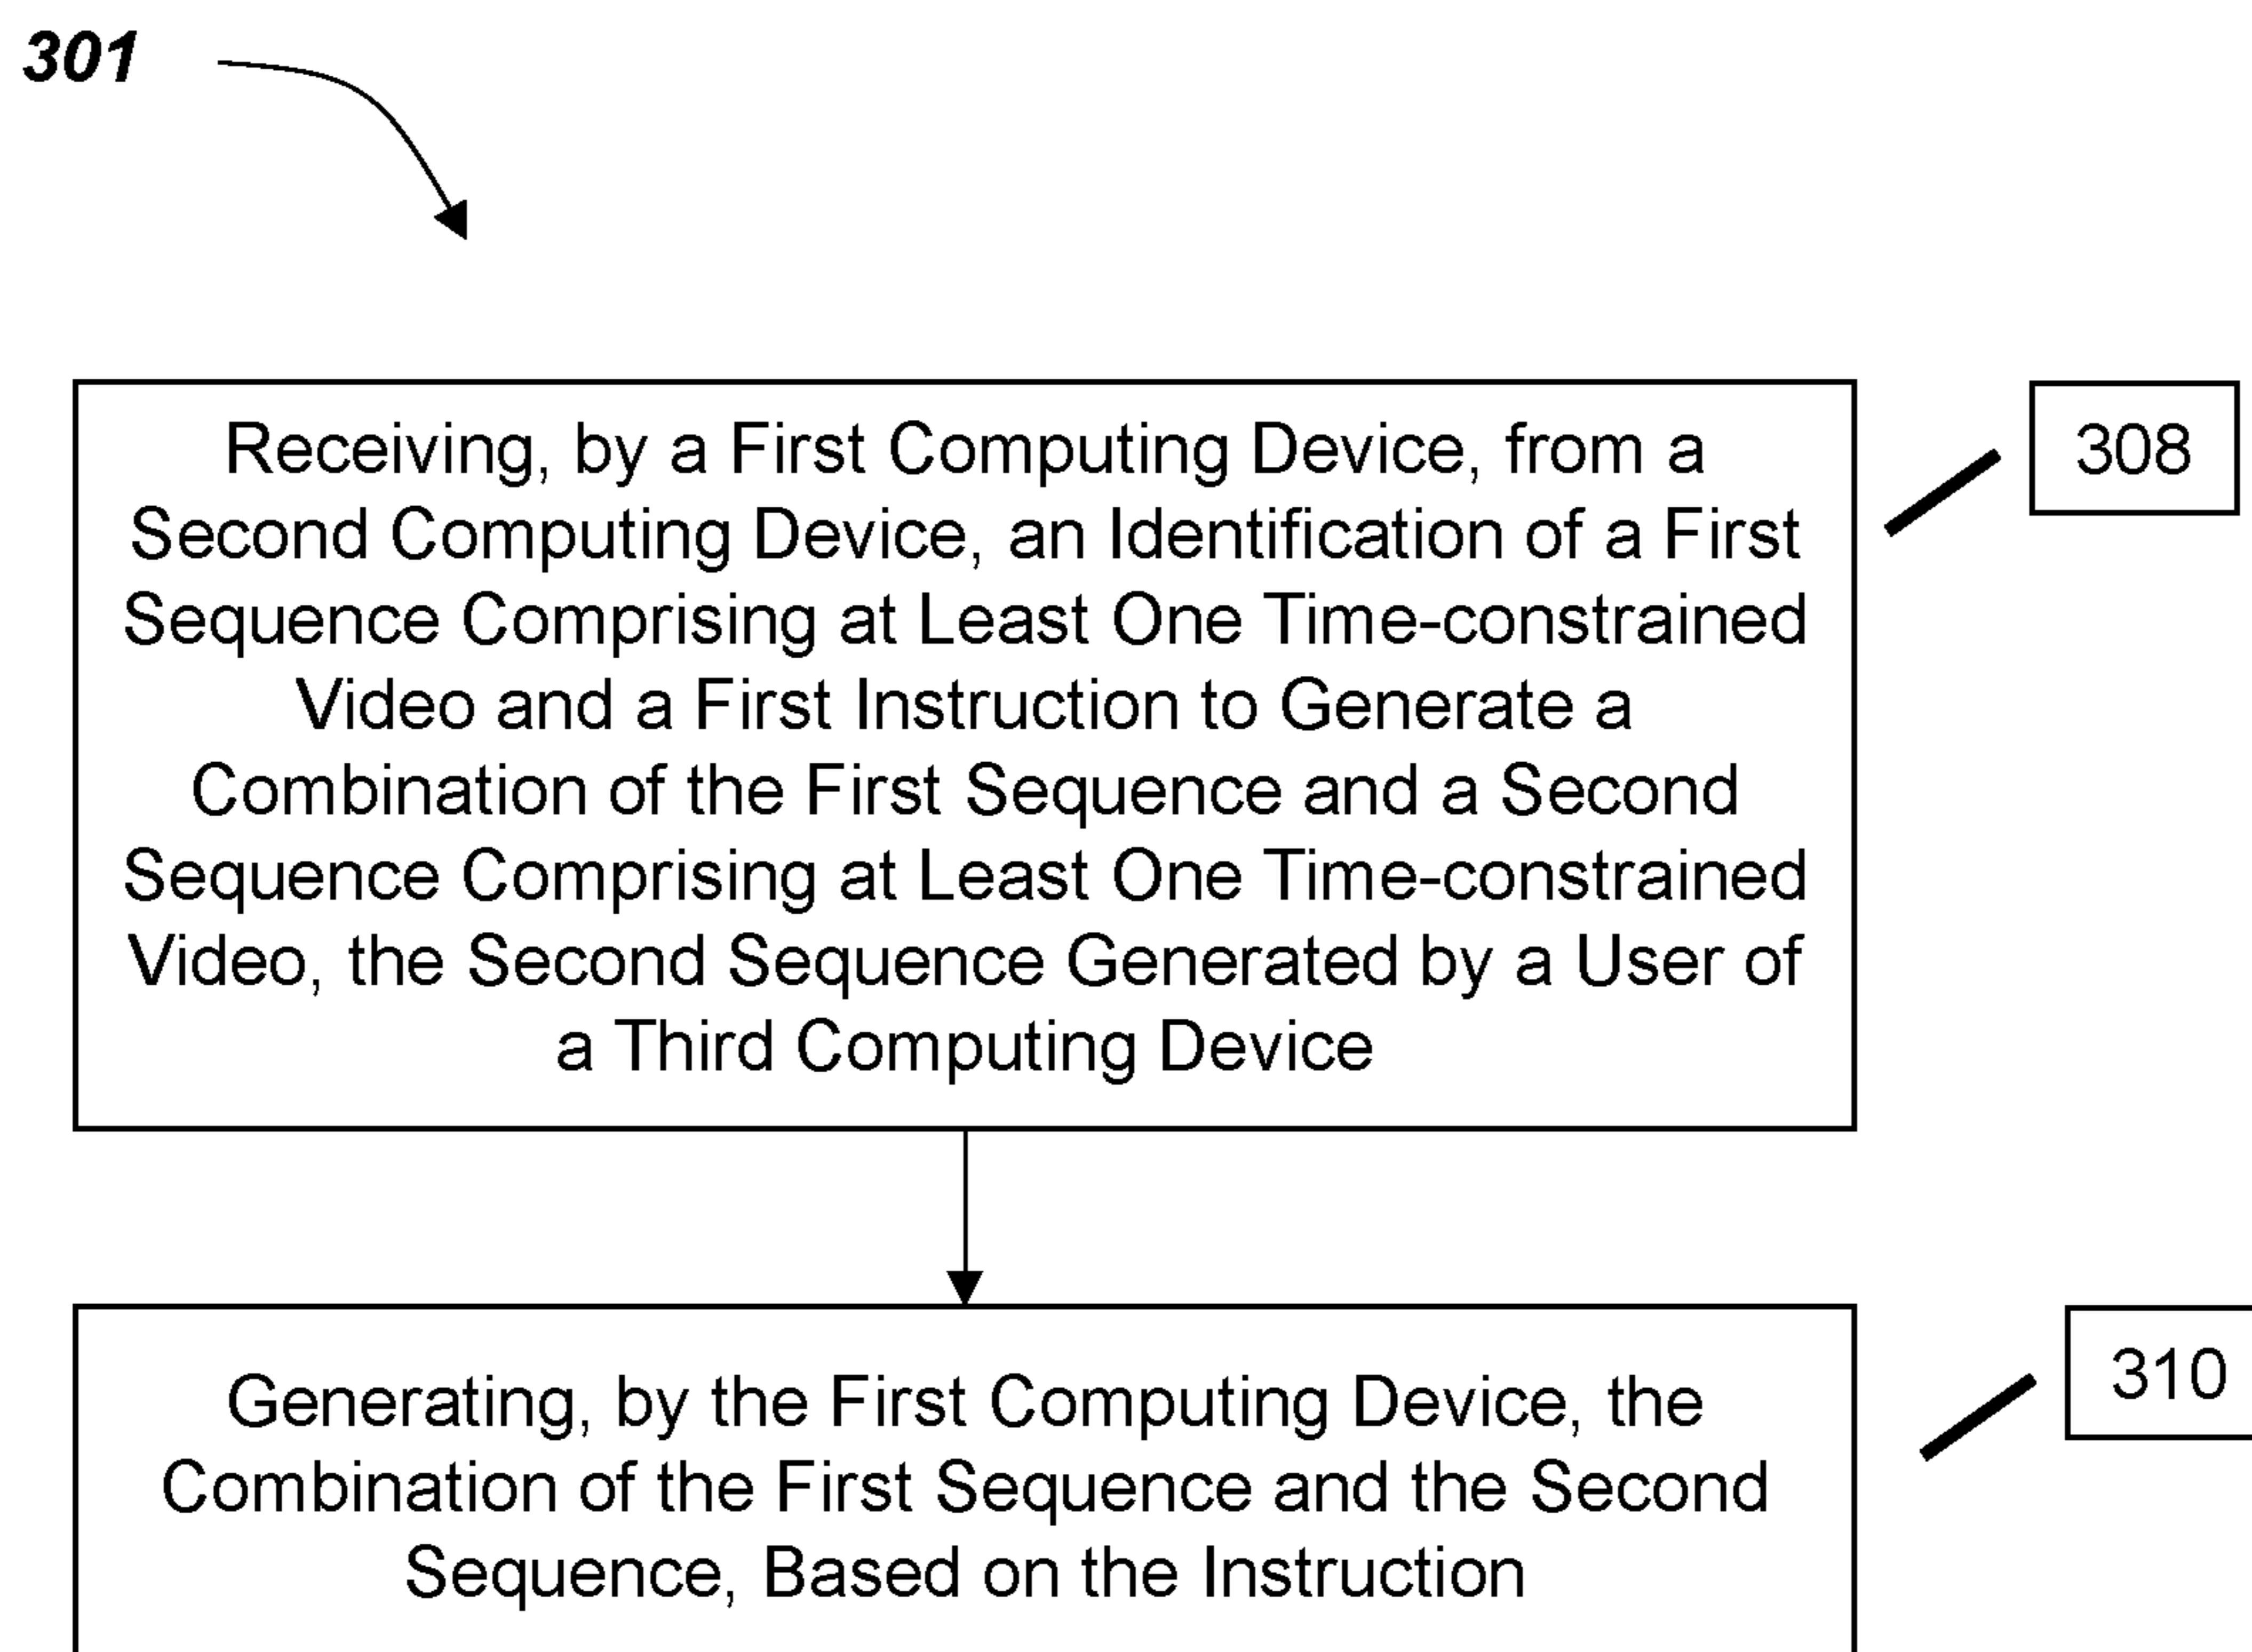 301
Receiving, by a First Computing Device, from a
308
Second Computing Device, an Identification of a First
Sequence Comprising at Least One Time-constrained
Video and a First Instruction to Generate a
Combination of the First Sequence and a Second
Sequence Comprising at Least One Time-constrained
Video, the Second Sequence Generated by a User of
a Third Computing Device
Generating, by the First Computing Device, the
310
Combination of the First Sequence and the Second
Sequence, Based on the Instruction